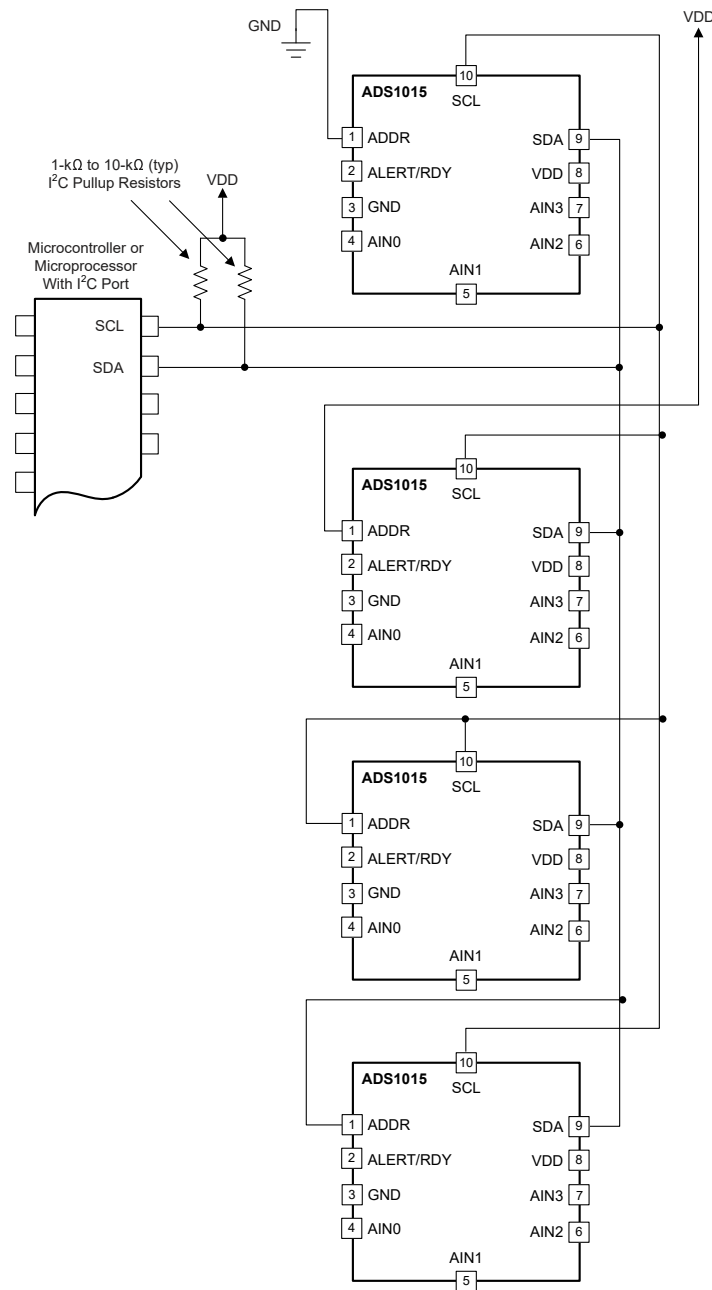 GND
VDD
1-kΩ to 10-kΩ (typ)
I²C Pullup Resistors
VDD
Microcontroller or
Microprocessor
With I²C Port
SCL
SDA
10
ADS1015
SCL
1 ADDR
SDA 9
2 ALERT/RDY
VDD 8
3 GND
AIN3 7
4 AIN0
AIN2 6
AIN1
5
10
ADS1015
SCL
1 ADDR
SDA 9
2 ALERT/RDY
VDD 8
3 GND
AIN3 7
4 AIN0
AIN2 6
AIN1
5
10
ADS1015
SCL
1 ADDR
SDA 9
2 ALERT/RDY
VDD 8
3 GND
AIN3 7
4 AIN0
AIN2 6
AIN1
5
10
ADS1015
SCL
1 ADDR
SDA 9
2 ALERT/RDY
VDD 8
3 GND
AIN3 7
4 AIN0
AIN2 6
AIN1
5